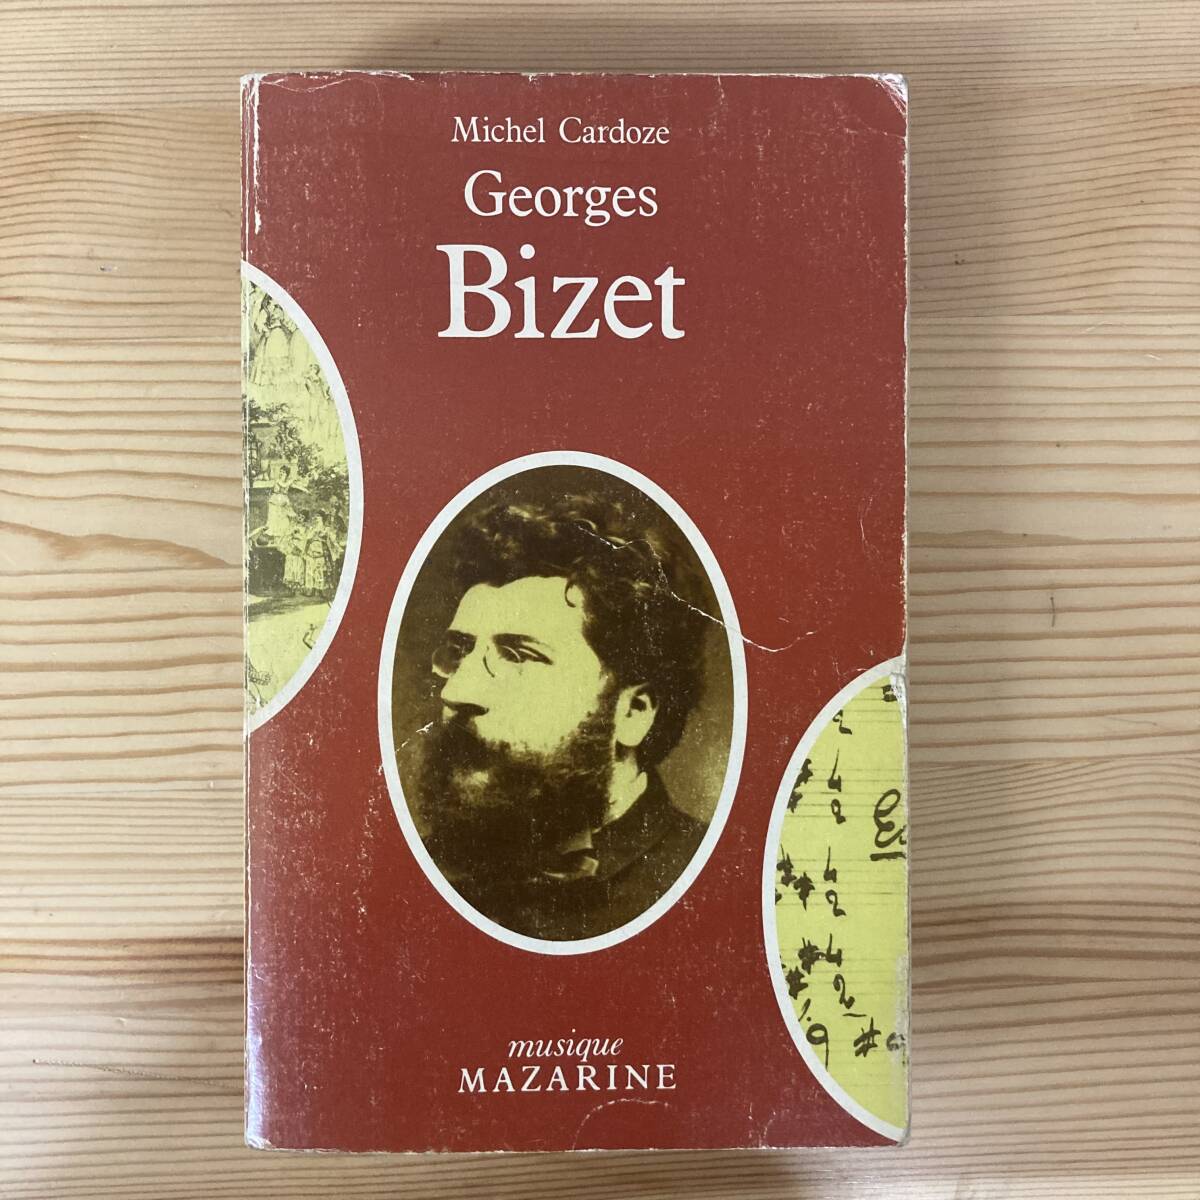 Michel Cardoze
Georges
Bizet
musique
MAZARINE